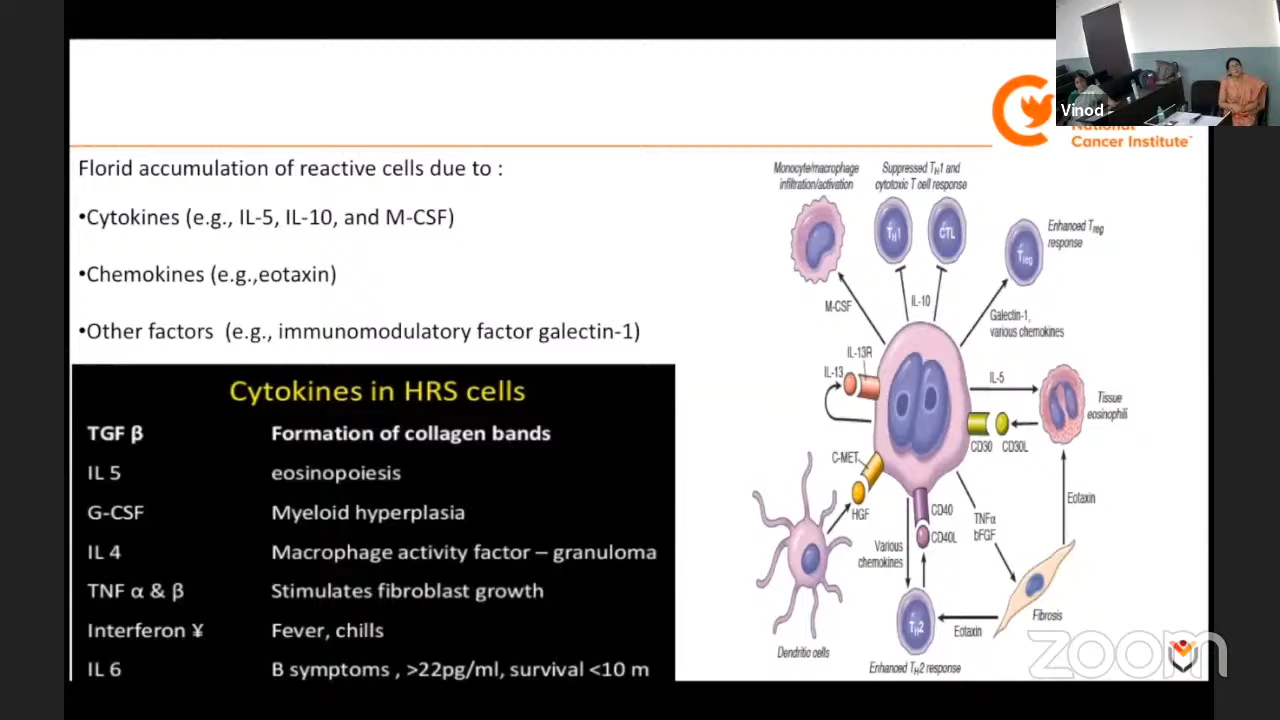 Vinod
National
Cancer Institute™
Florid accumulation of reactive cells due to :
•Cytokines (e.g., IL-5, IL-10, and M-CSF)
•Chemokines (e.g.,eotaxin)
•Other factors (e.g., immunomodulatory factor galectin-1)
Cytokines in HRS cells
TGF β Formation of collagen bands
IL 5 eosinopoiesis
G-CSF Myeloid hyperplasia
IL 4 Macrophage activity factor – granuloma
TNF α & β Stimulates fibroblast growth
Interferon ¥ Fever, chills
IL 6 B symptoms , >22pg/ml, survival <10 m
Monocyte/macrophage
infiltration/activation
Suppressed TH1 and
cytotoxic T cell response
TH1
CTL
Enhanced Treg
response
Treg
M-CSF
IL-10
Galectin-1,
various chemokines
IL-13R
IL-13
IL-5
Tissue
eosinophili
CD30
CD30L
C-MET
HGF
CD40
CD40L
Various
chemokines
TNFα
bFGF
Eotaxin
Fibrosis
TH2
Eotaxin
Dendritic cells
Enhanced TH2 response
zoom